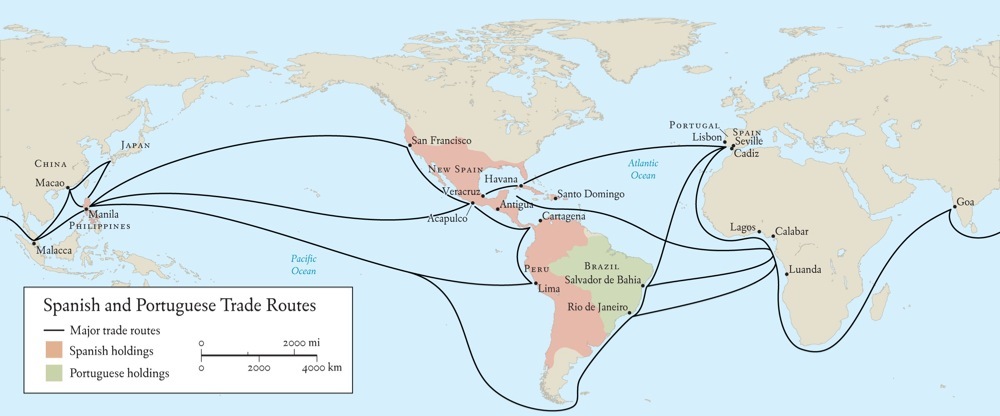 CHINA
JAPAN
Macao
Manila
PHILIPPINES
Malacca
Pacific
Ocean
San Francisco
NEW SPAIN
Havana
Veracruz
Acapulco
Antigua
Santo Domingo
Cartagena
PERU
Lima
BRAZIL
Salvador de Bahia
Rio de Janeiro
Atlantic
Ocean
PORTUGAL
Lisbon
SPAIN
Seville
Cadiz
Lagos
Calabar
Luanda
Goa
Spanish and Portuguese Trade Routes
Major trade routes
Spanish holdings
Portuguese holdings
0 2000 mi
0 2000 4000 km